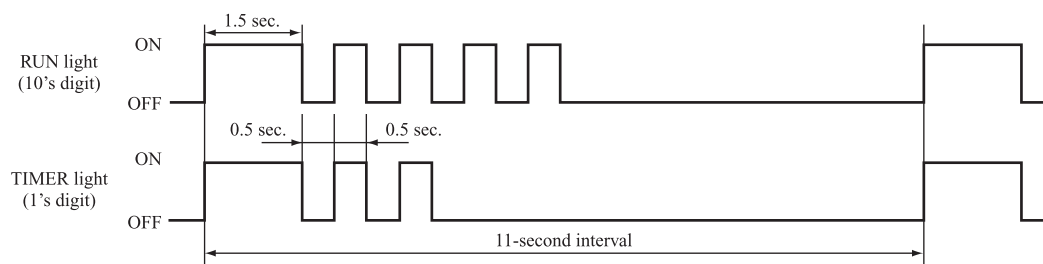 1.5 sec.
ON
RUN light
(10's digit)
OFF
0.5 sec.
0.5 sec.
ON
TIMER light
(1's digit)
OFF
11-second interval